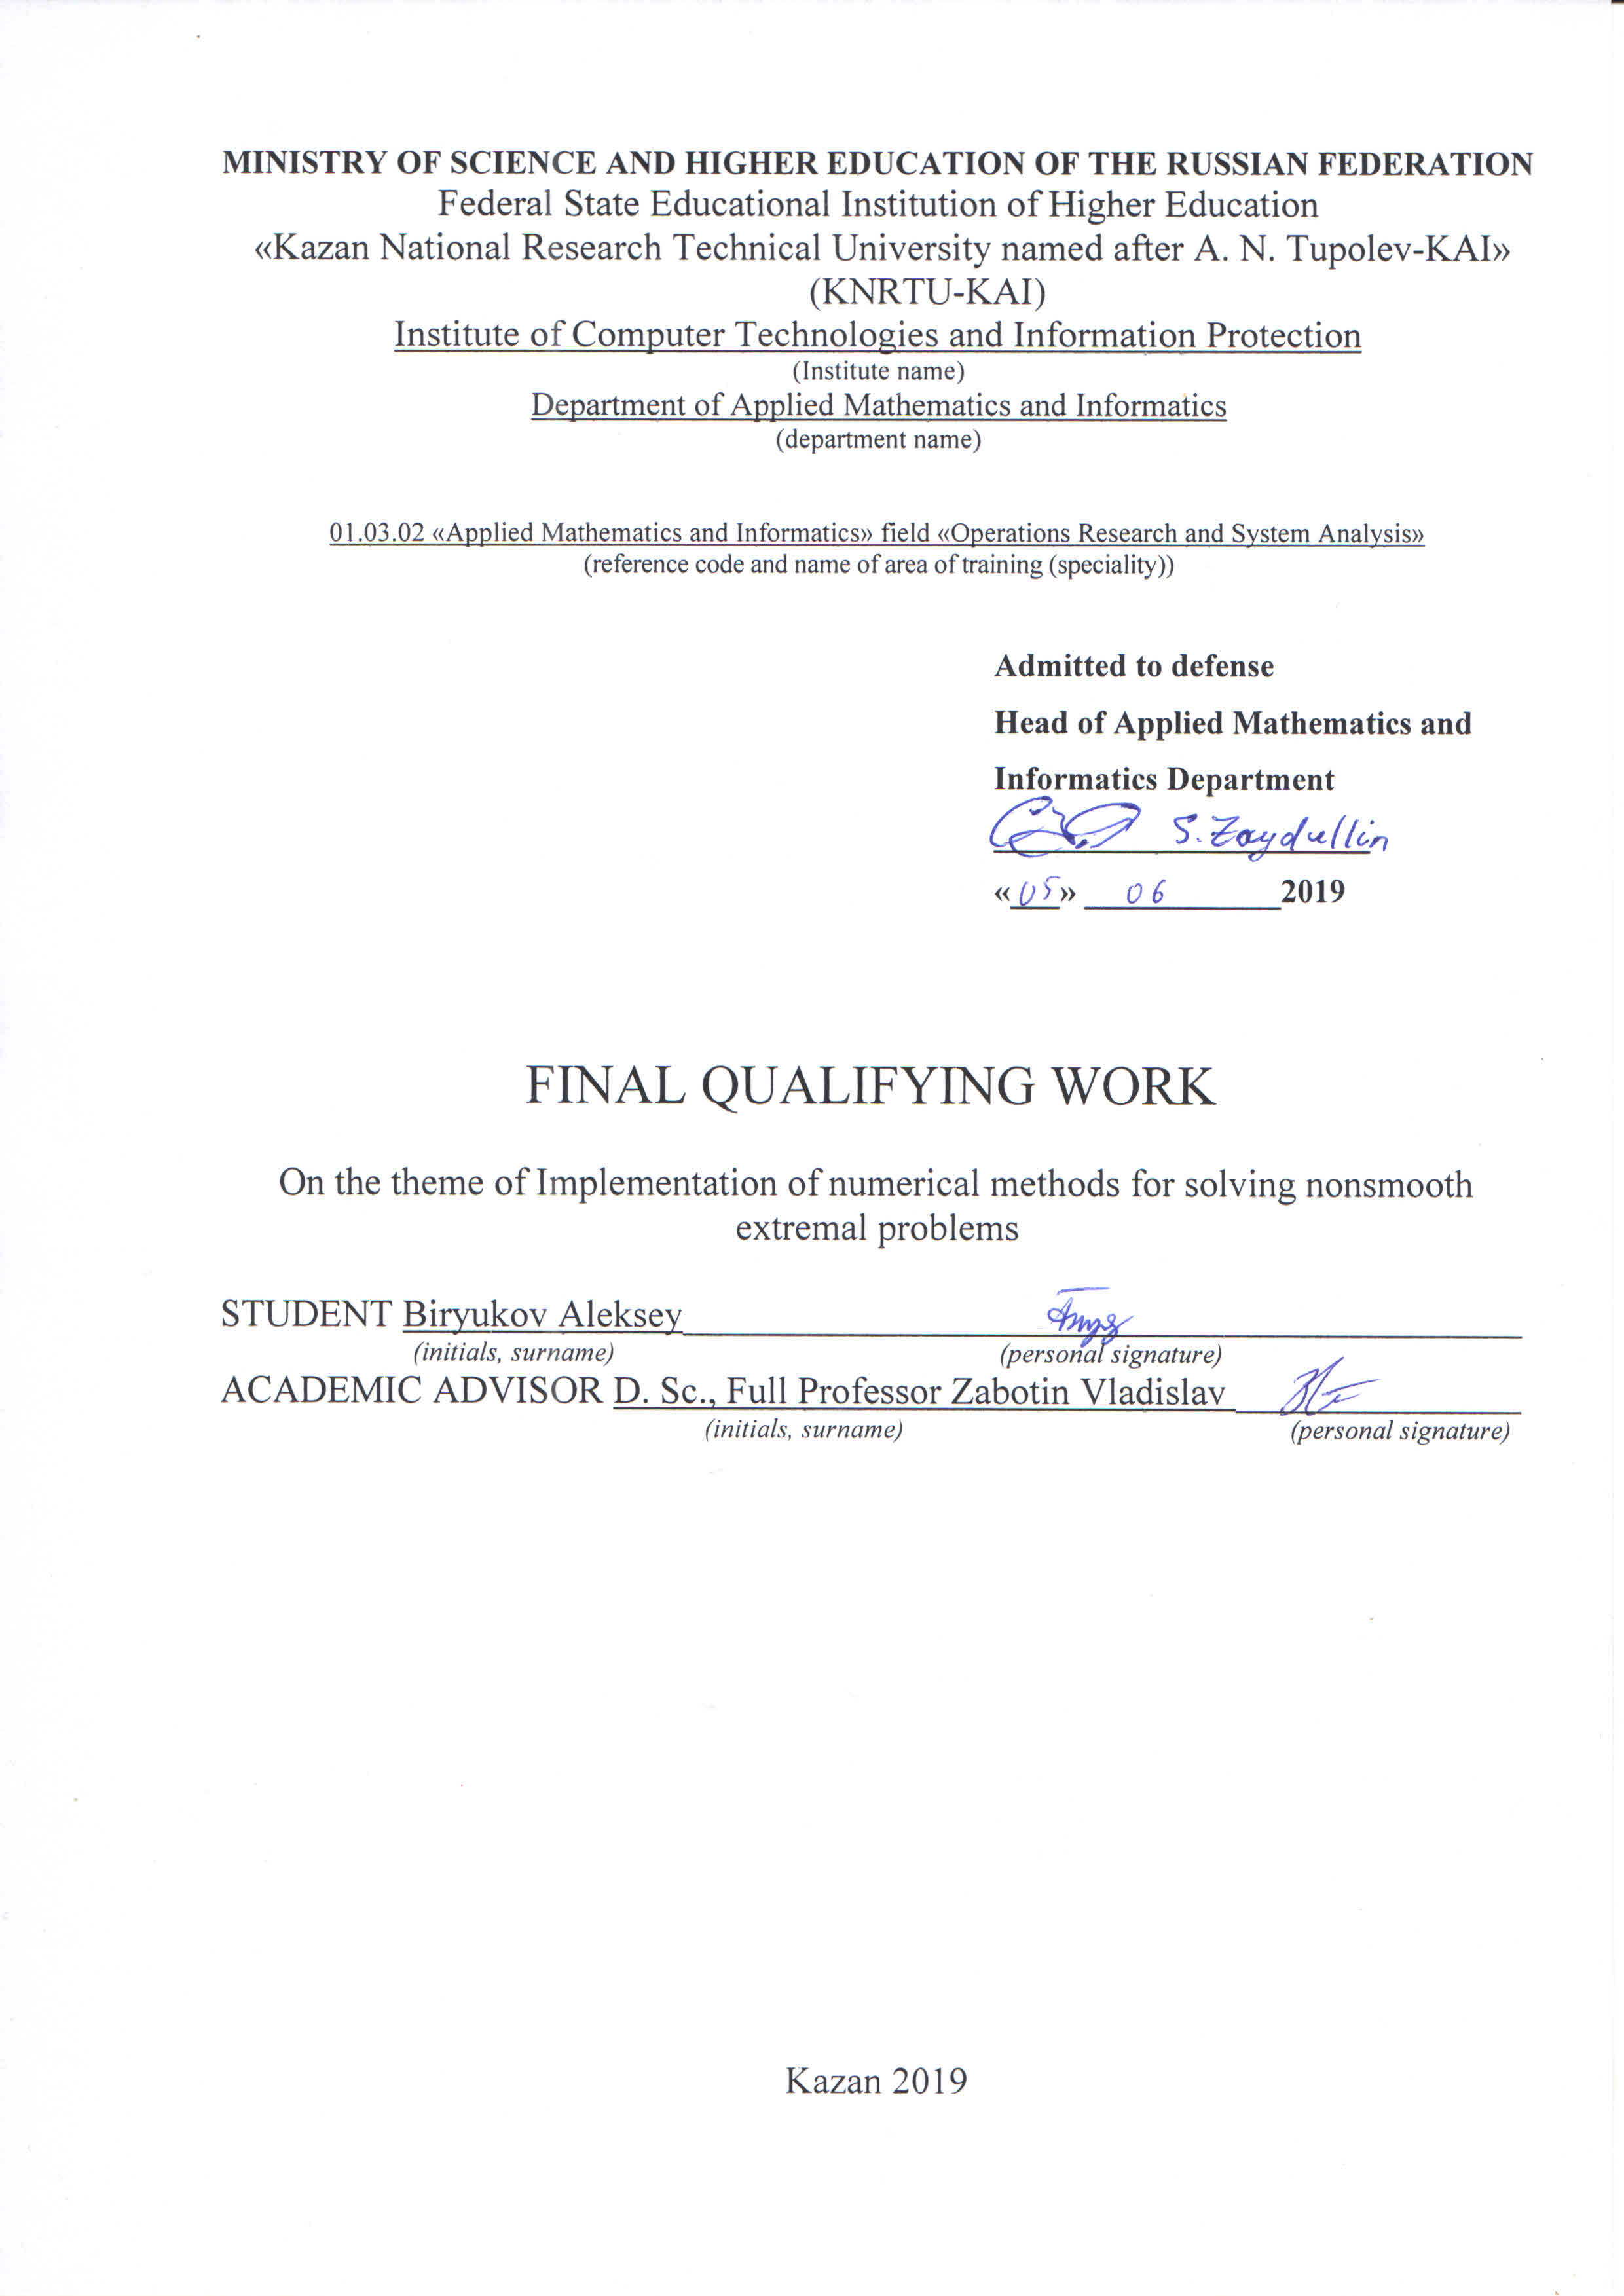 MINISTRY OF SCIENCE AND HIGHER EDUCATION OF THE RUSSIAN FEDERATION
Federal State Educational Institution of Higher Education
«Kazan National Research Technical University named after A. N. Tupolev-KAI»
(KNRTU-KAI)
Institute of Computer Technologies and Information Protection
(Institute name)
Department of Applied Mathematics and Informatics
(department name)
01.03.02 «Applied Mathematics and Informatics» field «Operations Research and System Analysis»
(reference code and name of area of training (speciality))
Admitted to defense
Head of Applied Mathematics and
Informatics Department
S. Zaydullin
«05» 06 2019
FINAL QUALIFYING WORK
On the theme of Implementation of numerical methods for solving nonsmooth
extremal problems
STUDENT Biryukov Aleksey
(initials, surname) (personal signature)
ACADEMIC ADVISOR D. Sc., Full Professor Zabotin Vladislav
(initials, surname) (personal signature)
Kazan 2019